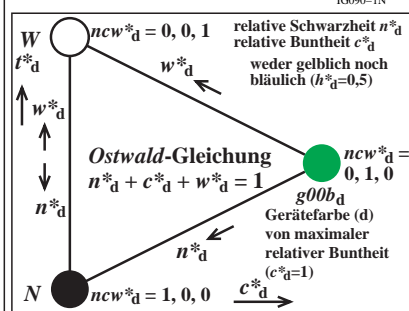 IG090-1N
W ncw*d = 0, 0, 1
relative Schwarzheit n*d
relative Buntheit c*d
t*d
w*d
weder gelblich noch
bläulich (h*d=0,5)
w*d
Ostwald-Gleichung
n*d + c*d + w*d = 1
ncw*d =
0, 1, 0
g00bd
n*d
n*d
Gerätefarbe (d)
von maximaler
relativer Buntheit
(c*d=1)
N ncw*d = 1, 0, 0
c*d